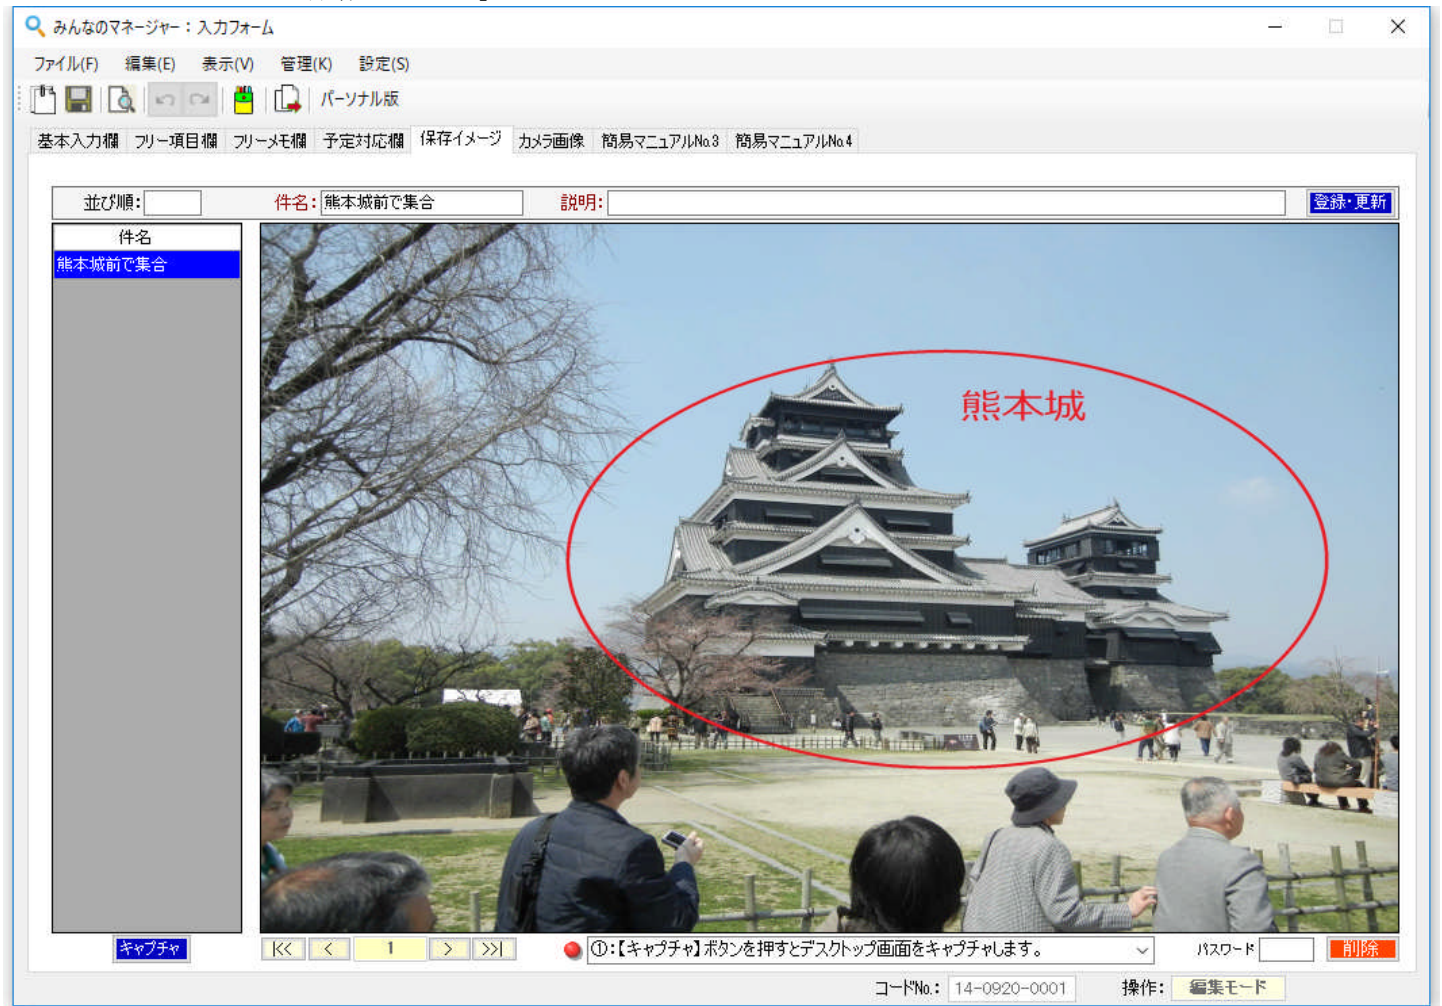 みんなのマネージャー：入力フォーム
ファイル(F) 編集(E) 表示(V) 管理(K) 設定(S)
パーソナル版
基本入力欄 フリー項目欄 フリーメモ欄 予定対応欄 保存イメージ カメラ画像 簡易マニュアルNo.3 簡易マニュアルNo.4
並び順： 件名： 熊本城前で集合 説明： 登録・更新
件名
熊本城前で集合
熊本城
キャプチャ |<< < 1 > >>| ①：【キャプチャ】ボタンを押すとデスクトップ画面をキャプチャします。 パスワード 削除
コードNo.： 14-0920-0001 操作： 編集モード